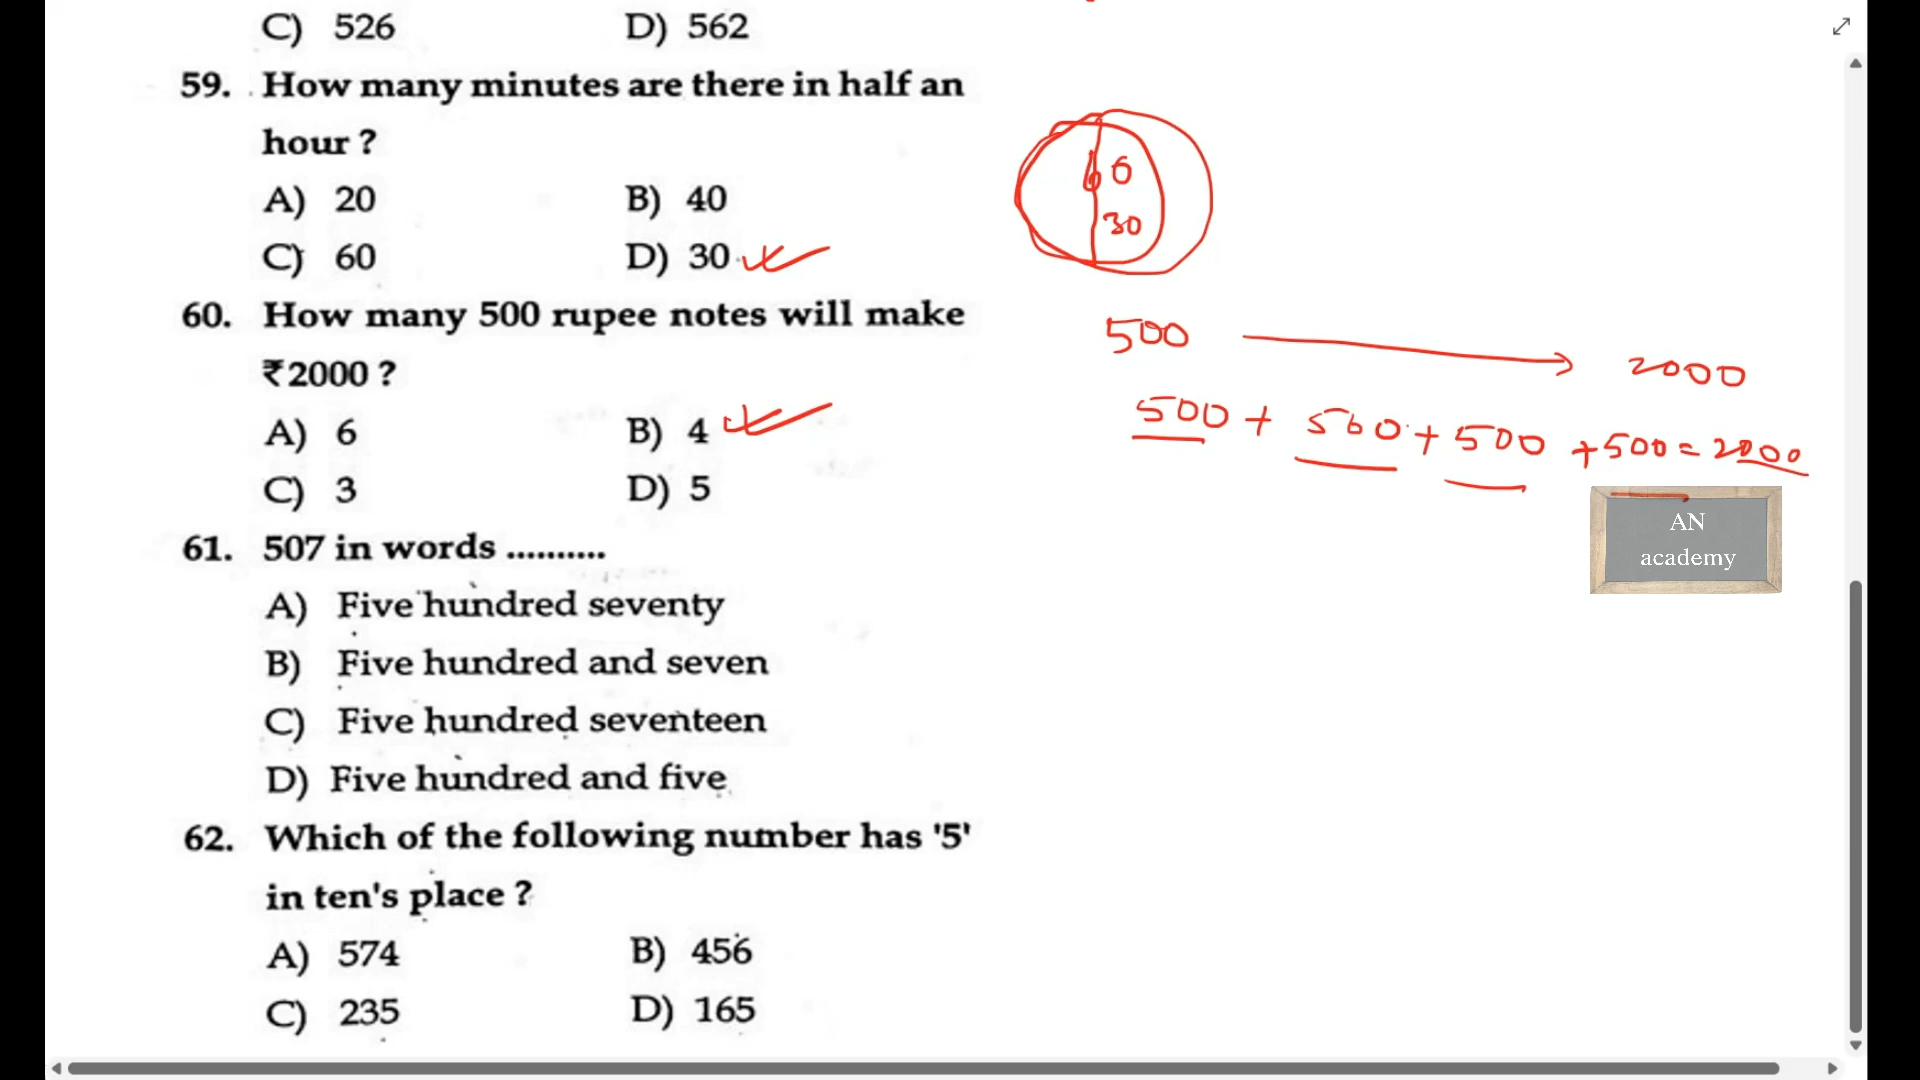 C) 526 D) 562
59. How many minutes are there in half an
hour ?
A) 20 B) 40
C) 60 D) 30
60
30
60. How many 500 rupee notes will make
₹2000 ?
500 2000
A) 6 B) 4
500 + 500 + 500 + 500 = 2000
C) 3 D) 5
AN
academy
61. 507 in words ..........
A) Five hundred seventy
B) Five hundred and seven
C) Five hundred seventeen
D) Five hundred and five
62. Which of the following number has '5'
in ten's place ?
A) 574 B) 456
C) 235 D) 165